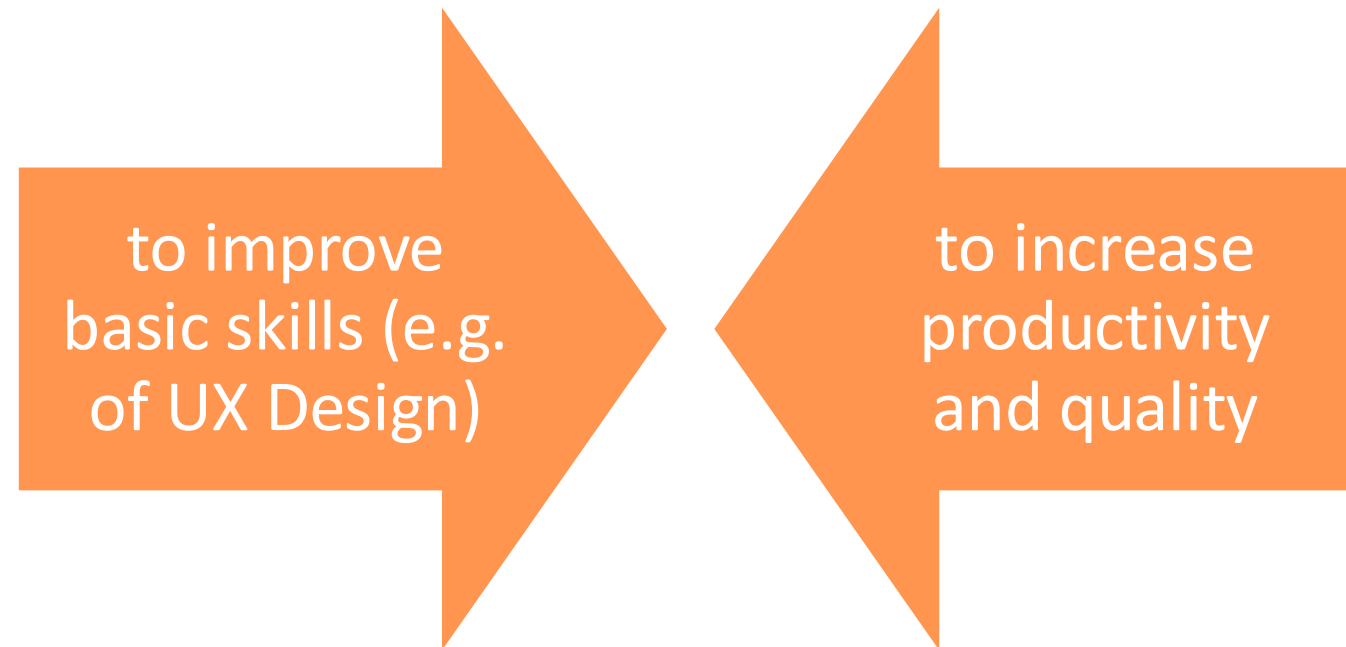 to improve
basic skills (e.g.
of UX Design)
to increase
productivity
and quality